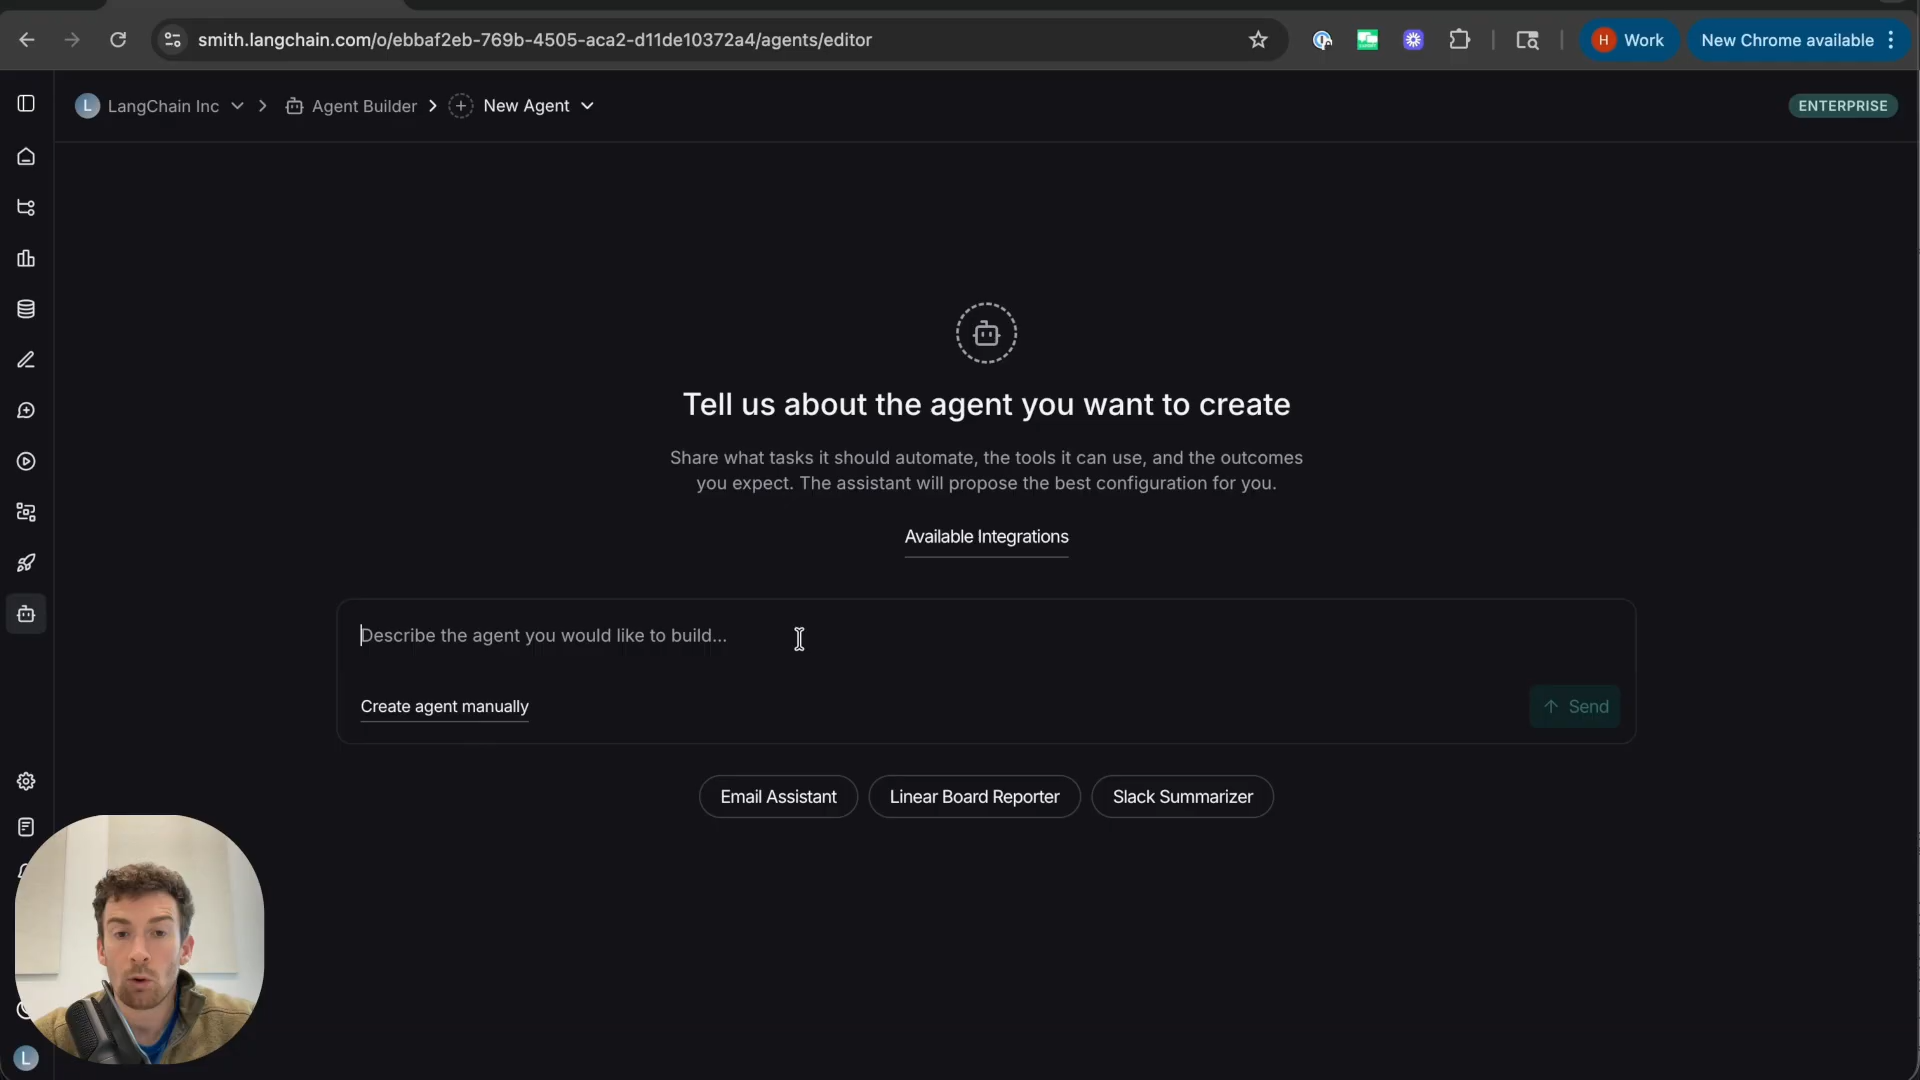 smith.langchain.com/o/ebbaf2eb-769b-4505-aca2-d11de10372a4/agents/editor
H Work
New Chrome available
L LangChain Inc
Agent Builder
New Agent
ENTERPRISE
Tell us about the agent you want to create
Share what tasks it should automate, the tools it can use, and the outcomes
you expect. The assistant will propose the best configuration for you.
Available Integrations
Describe the agent you would like to build...
Create agent manually
Send
Email Assistant
Linear Board Reporter
Slack Summarizer
L